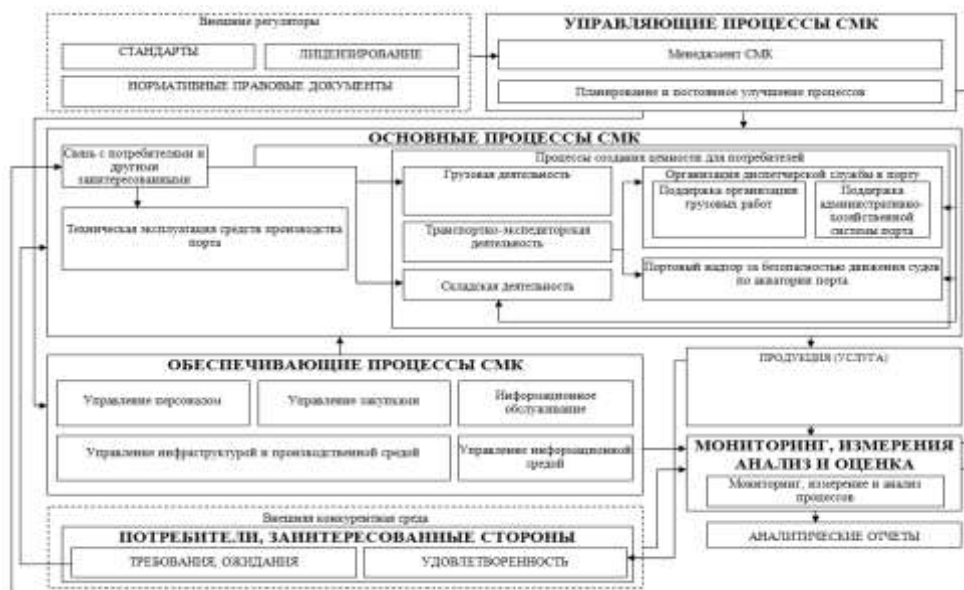 Внешние регуляторы
СТАНДАРТЫ
ЛИЦЕНЗИРОВАНИЕ
НОРМАТИВНЫЕ ПРАВОВЫЕ ДОКУМЕНТЫ
УПРАВЛЯЮЩИЕ ПРОЦЕССЫ СМК
Менеджмент СМК
Планирование и постоянное улучшение процессов
ОСНОВНЫЕ ПРОЦЕССЫ СМК
Связь с потребителями и
другими
заинтересованными
Техническая эксплуатация средств производства
порта
Процессы создания ценности для потребителей
Грузовая деятельность
Транспортно-экспедиторская
деятельность
Складская деятельность
Организация диспетчерской службы в порту
Поддержка организации
грузовых работ
Поддержка
административно-
хозяйственной
системы порта
Портовый надзор за безопасностью движения судов
по акватории порта
ОБЕСПЕЧИВАЮЩИЕ ПРОЦЕССЫ СМК
Управление персоналом
Управление закупками
Информационное
обслуживание
Управление инфраструктурой и производственной средой
Управление информационной
средой
ПРОДУКЦИЯ (УСЛУГА)
МОНИТОРИНГ, ИЗМЕРЕНИЯ
АНАЛИЗ И ОЦЕНКА
Мониторинг, измерение и анализ
процессов
АНАЛИТИЧЕСКИЕ ОТЧЕТЫ
Внешняя конкурентная среда
ПОТРЕБИТЕЛИ, ЗАИНТЕРЕСОВАННЫЕ СТОРОНЫ
ТРЕБОВАНИЯ, ОЖИДАНИЯ
УДОВЛЕТВОРЕННОСТЬ